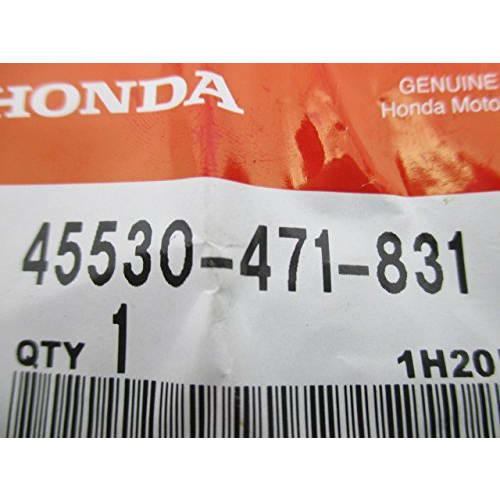 HONDA
GENUINE
Honda Moto
45530-471-831
QTY 1
1H20